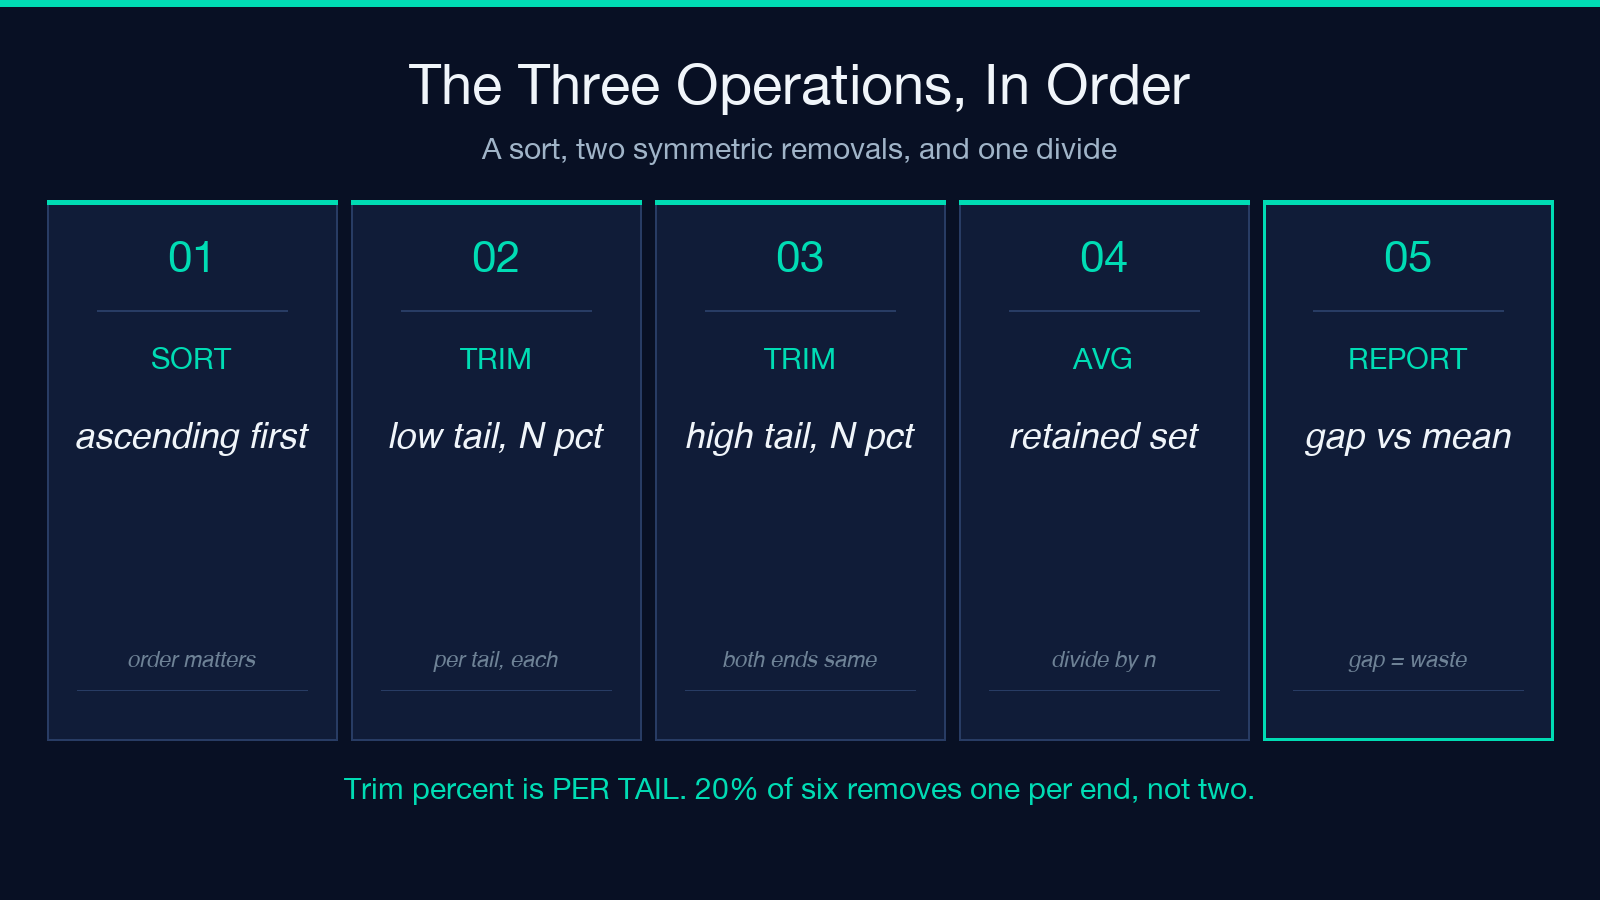 The Three Operations, In Order
A sort, two symmetric removals, and one divide
01
SORT
ascending first
order matters
02
TRIM
low tail, N pct
per tail, each
03
TRIM
high tail, N pct
both ends same
04
AVG
retained set
divide by n
05
REPORT
gap vs mean
gap = waste
Trim percent is PER TAIL. 20% of six removes one per end, not two.